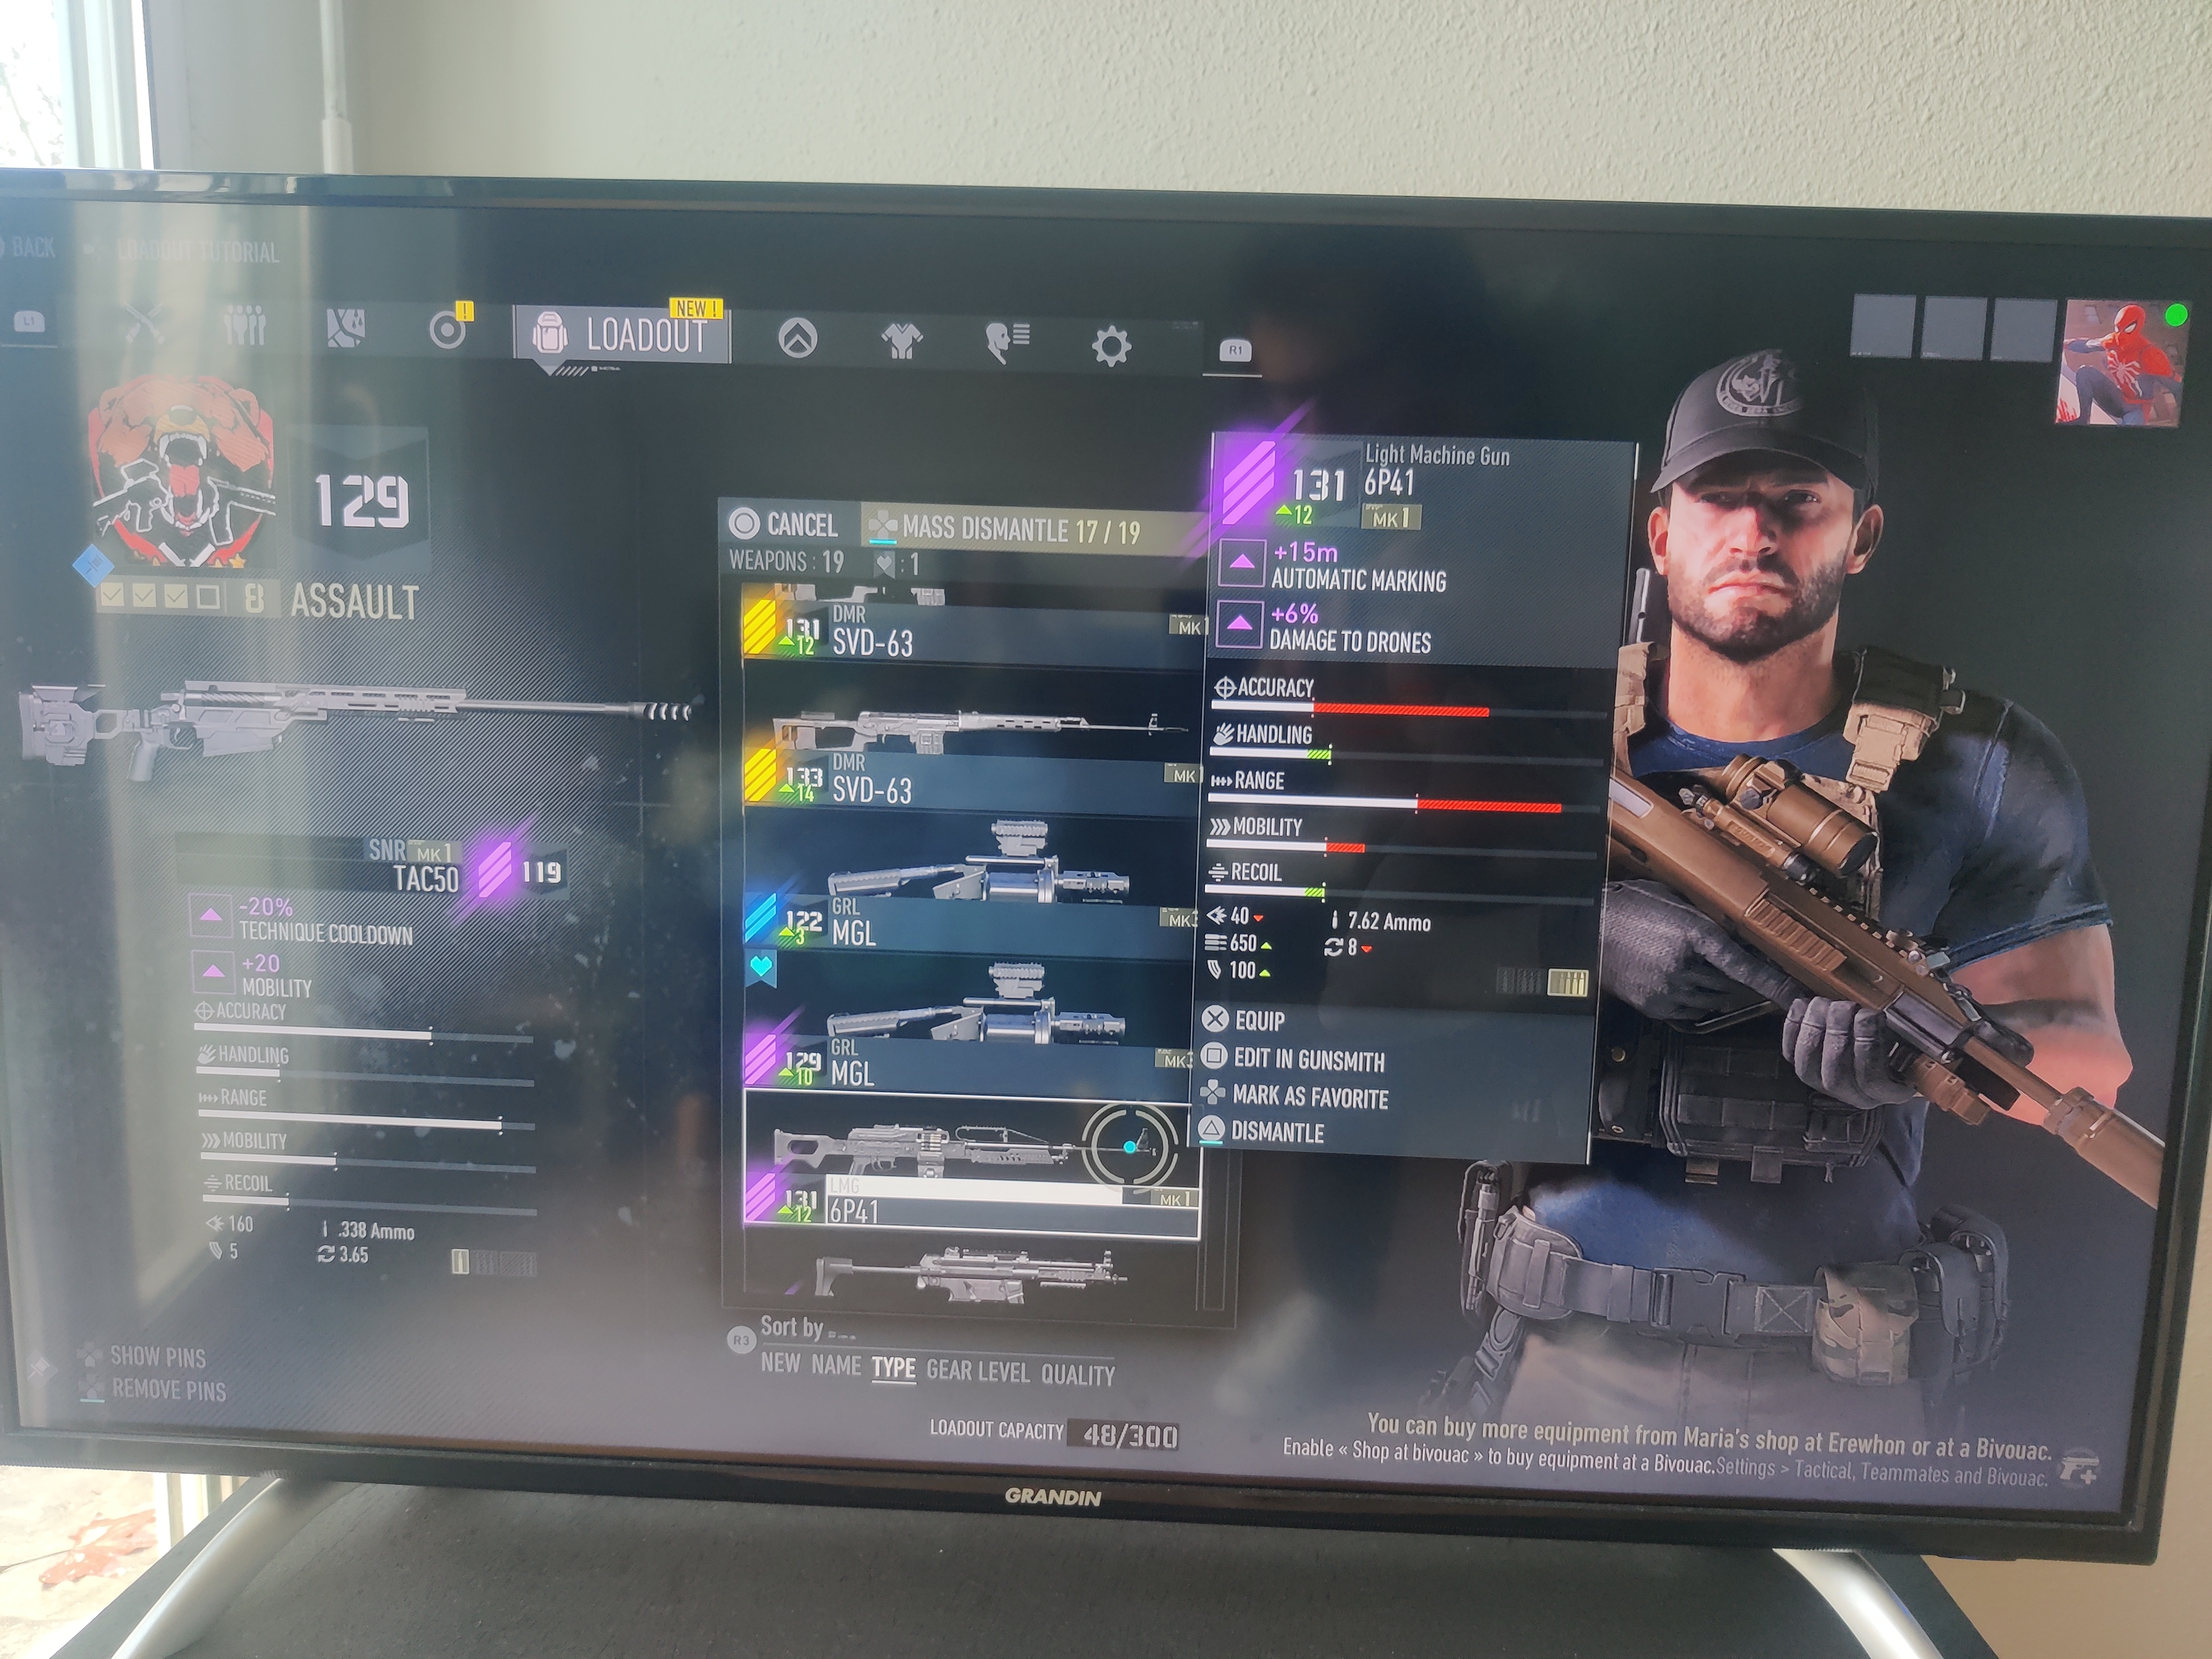 BACK
LOADOUT TUTORIAL
L1
!
LOADOUT
NEW !
R1
129
8 ASSAULT
SNR MK1
TAC50
119
-20%
TECHNIQUE COOLDOWN
+20
MOBILITY
ACCURACY
HANDLING
RANGE
MOBILITY
RECOIL
160
.338 Ammo
5
3.65
SHOW PINS
REMOVE PINS
CANCEL
MASS DISMANTLE 17 / 19
WEAPONS : 19
: 1
131
12
DMR
SVD-63
MK1
133
14
DMR
SVD-63
MK
122
3
GRL
MGL
MK
129
10
GRL
MGL
MK
131
12
LMG
6P41
MK1
R3
Sort by
NEW NAME TYPE GEAR LEVEL QUALITY
LOADOUT CAPACITY 48/300
131
12
Light Machine Gun
6P41
MK1
+15m
AUTOMATIC MARKING
+6%
DAMAGE TO DRONES
ACCURACY
HANDLING
RANGE
MOBILITY
RECOIL
40
7.62 Ammo
650
8
100
EQUIP
EDIT IN GUNSMITH
MARK AS FAVORITE
DISMANTLE
You can buy more equipment from Maria's shop at Erewhon or at a Bivouac.
Enable « Shop at bivouac » to buy equipment at a Bivouac.Settings > Tactical, Teammates and Bivouac.
GRANDIN